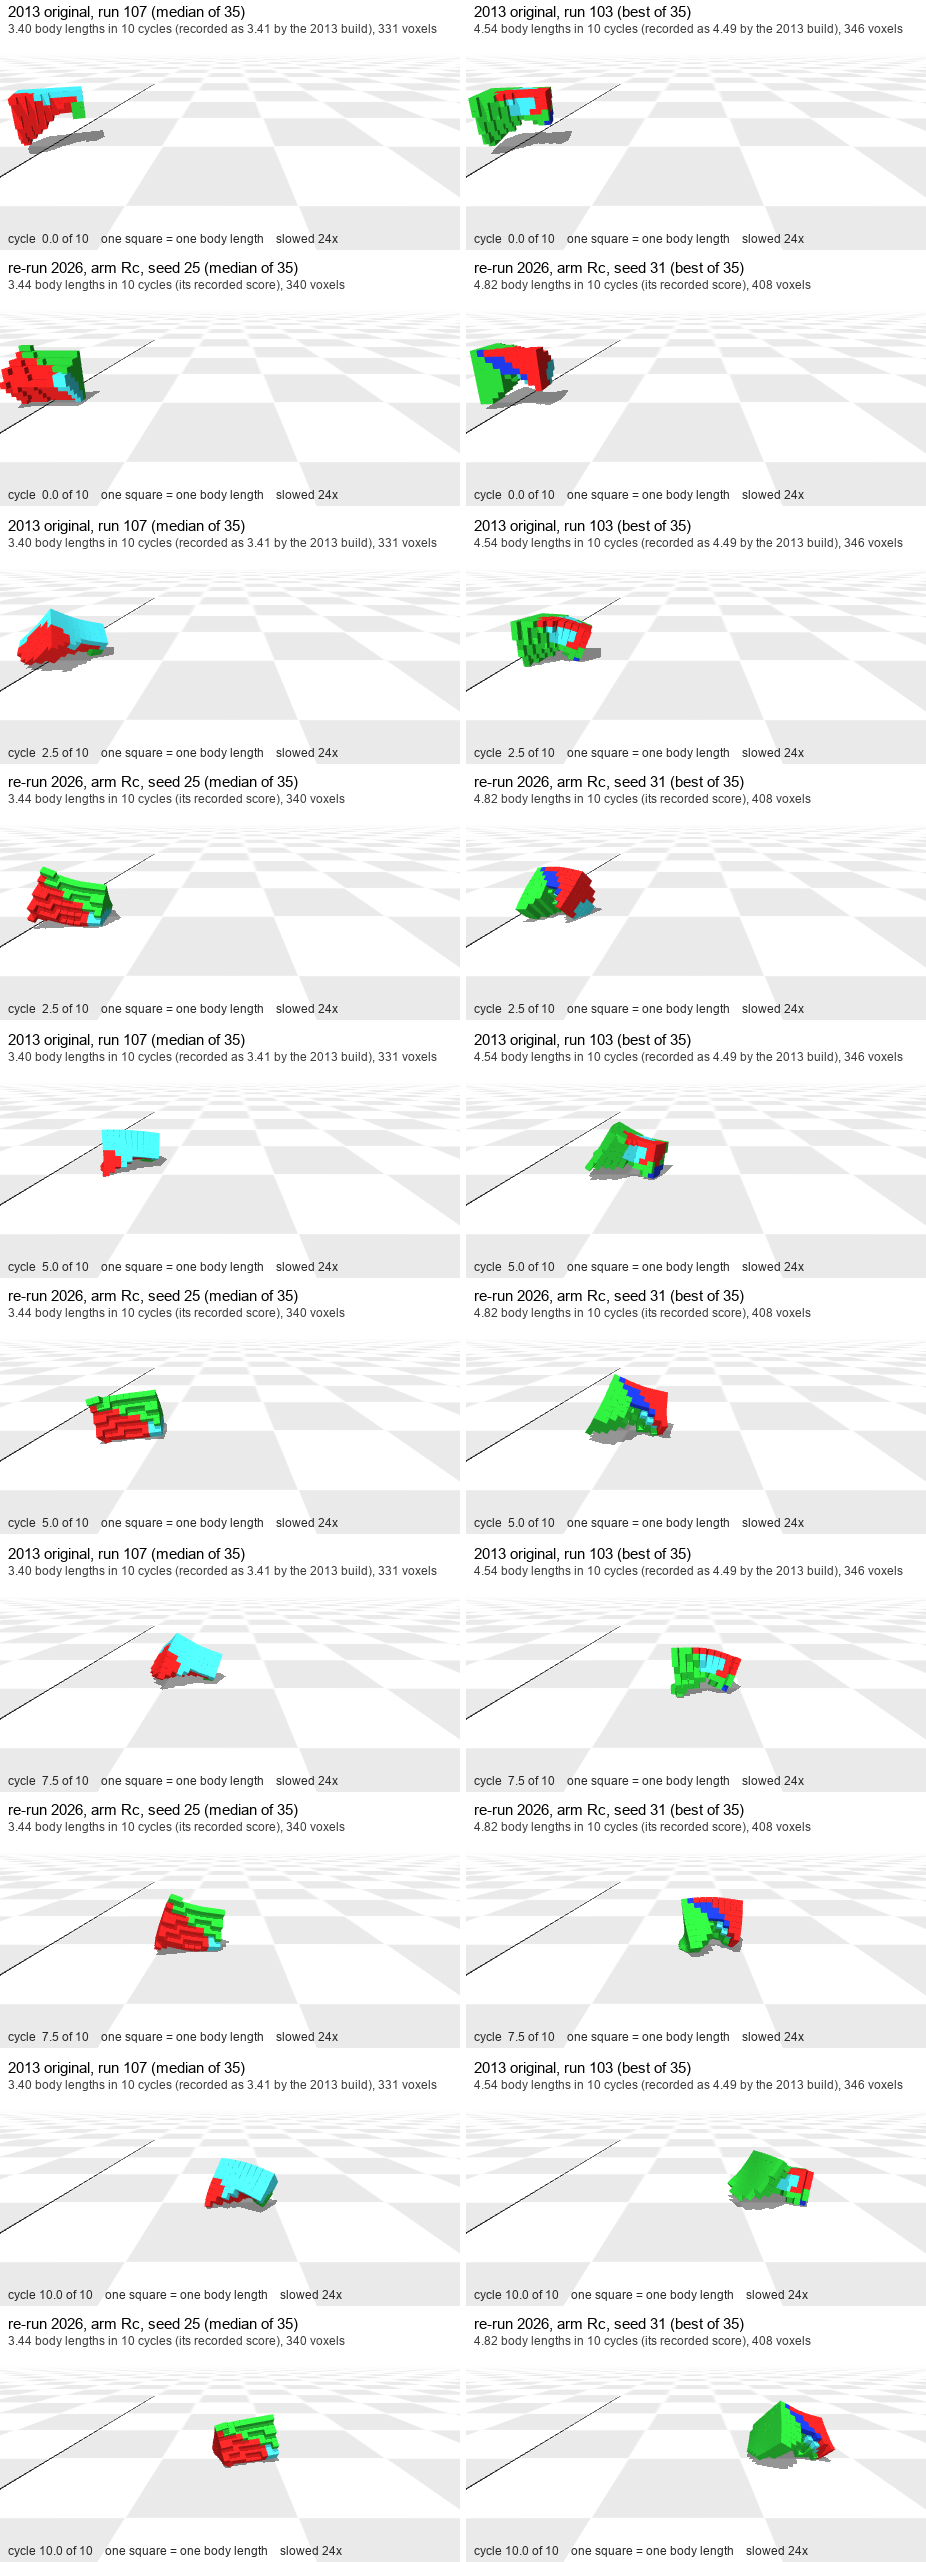 2013 original, run 107 (median of 35)
3.40 body lengths in 10 cycles (recorded as 3.41 by the 2013 build), 331 voxels
cycle 0.0 of 10 one square = one body length slowed 24x
2013 original, run 103 (best of 35)
4.54 body lengths in 10 cycles (recorded as 4.49 by the 2013 build), 346 voxels
cycle 0.0 of 10 one square = one body length slowed 24x
re-run 2026, arm Rc, seed 25 (median of 35)
3.44 body lengths in 10 cycles (its recorded score), 340 voxels
cycle 0.0 of 10 one square = one body length slowed 24x
re-run 2026, arm Rc, seed 31 (best of 35)
4.82 body lengths in 10 cycles (its recorded score), 408 voxels
cycle 0.0 of 10 one square = one body length slowed 24x
2013 original, run 107 (median of 35)
3.40 body lengths in 10 cycles (recorded as 3.41 by the 2013 build), 331 voxels
cycle 2.5 of 10 one square = one body length slowed 24x
2013 original, run 103 (best of 35)
4.54 body lengths in 10 cycles (recorded as 4.49 by the 2013 build), 346 voxels
cycle 2.5 of 10 one square = one body length slowed 24x
re-run 2026, arm Rc, seed 25 (median of 35)
3.44 body lengths in 10 cycles (its recorded score), 340 voxels
cycle 2.5 of 10 one square = one body length slowed 24x
re-run 2026, arm Rc, seed 31 (best of 35)
4.82 body lengths in 10 cycles (its recorded score), 408 voxels
cycle 2.5 of 10 one square = one body length slowed 24x
2013 original, run 107 (median of 35)
3.40 body lengths in 10 cycles (recorded as 3.41 by the 2013 build), 331 voxels
cycle 5.0 of 10 one square = one body length slowed 24x
2013 original, run 103 (best of 35)
4.54 body lengths in 10 cycles (recorded as 4.49 by the 2013 build), 346 voxels
cycle 5.0 of 10 one square = one body length slowed 24x
re-run 2026, arm Rc, seed 25 (median of 35)
3.44 body lengths in 10 cycles (its recorded score), 340 voxels
cycle 5.0 of 10 one square = one body length slowed 24x
re-run 2026, arm Rc, seed 31 (best of 35)
4.82 body lengths in 10 cycles (its recorded score), 408 voxels
cycle 5.0 of 10 one square = one body length slowed 24x
2013 original, run 107 (median of 35)
3.40 body lengths in 10 cycles (recorded as 3.41 by the 2013 build), 331 voxels
cycle 7.5 of 10 one square = one body length slowed 24x
2013 original, run 103 (best of 35)
4.54 body lengths in 10 cycles (recorded as 4.49 by the 2013 build), 346 voxels
cycle 7.5 of 10 one square = one body length slowed 24x
re-run 2026, arm Rc, seed 25 (median of 35)
3.44 body lengths in 10 cycles (its recorded score), 340 voxels
cycle 7.5 of 10 one square = one body length slowed 24x
re-run 2026, arm Rc, seed 31 (best of 35)
4.82 body lengths in 10 cycles (its recorded score), 408 voxels
cycle 7.5 of 10 one square = one body length slowed 24x
2013 original, run 107 (median of 35)
3.40 body lengths in 10 cycles (recorded as 3.41 by the 2013 build), 331 voxels
cycle 10.0 of 10 one square = one body length slowed 24x
2013 original, run 103 (best of 35)
4.54 body lengths in 10 cycles (recorded as 4.49 by the 2013 build), 346 voxels
cycle 10.0 of 10 one square = one body length slowed 24x
re-run 2026, arm Rc, seed 25 (median of 35)
3.44 body lengths in 10 cycles (its recorded score), 340 voxels
cycle 10.0 of 10 one square = one body length slowed 24x
re-run 2026, arm Rc, seed 31 (best of 35)
4.82 body lengths in 10 cycles (its recorded score), 408 voxels
cycle 10.0 of 10 one square = one body length slowed 24x